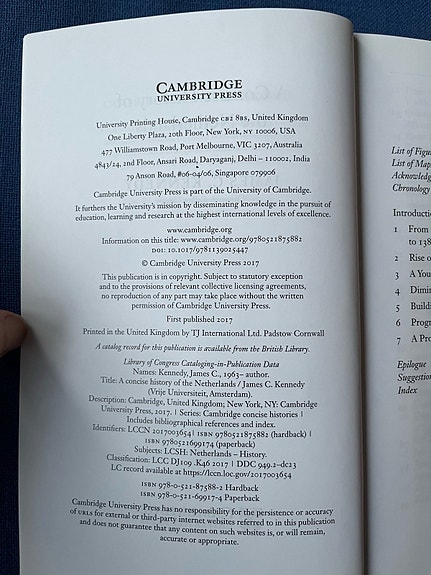 CAMBRIDGE
UNIVERSITY PRESS
University Printing House, Cambridge CB2 8BS, United Kingdom
One Liberty Plaza, 20th Floor, New York, NY 10006, USA
477 Williamstown Road, Port Melbourne, VIC 3207, Australia
4843/24, 2nd Floor, Ansari Road, Daryaganj, Delhi – 110002, India
79 Anson Road, #06-04/06, Singapore 079906
Cambridge University Press is part of the University of Cambridge.
It furthers the University's mission by disseminating knowledge in the pursuit of
education, learning and research at the highest international levels of excellence.
www.cambridge.org
Information on this title: www.cambridge.org/9780521875882
DOI: 10.1017/9781139025447
© Cambridge University Press 2017
This publication is in copyright. Subject to statutory exception
and to the provisions of relevant collective licensing agreements,
no reproduction of any part may take place without the written
permission of Cambridge University Press.
First published 2017
Printed in the United Kingdom by TJ International Ltd. Padstow Cornwall
A catalog record for this publication is available from the British Library.
Library of Congress Cataloging-in-Publication Data
Names: Kennedy, James C., 1963– author.
Title: A concise history of the Netherlands / James C. Kennedy
(Vrije Universiteit, Amsterdam).
Description: Cambridge, United Kingdom; New York, NY: Cambridge
University Press, 2017. | Series: Cambridge concise histories |
Includes bibliographical references and index.
Identifiers: LCCN 2017003654| ISBN 9780521875882 (hardback) |
ISBN 9780521699174 (paperback)
Subjects: LCSH: Netherlands – History.
Classification: LCC DJ109 .K46 2017 | DDC 949.2–dc23
LC record available at https://lccn.loc.gov/2017003654
ISBN 978-0-521-87588-2 Hardback
ISBN 978-0-521-69917-4 Paperback
Cambridge University Press has no responsibility for the persistence or accuracy
of URLs for external or third-party internet websites referred to in this publication
and does not guarantee that any content on such websites is, or will remain,
accurate or appropriate.
List of Figu
List of Map
Acknowledg
Chronology
Introductio
1 From
to 138
2 Rise o
3 A You
4 Dimin
5 Buildi
6 Progr
7 A Pro
Epilogue
Suggestion
Index